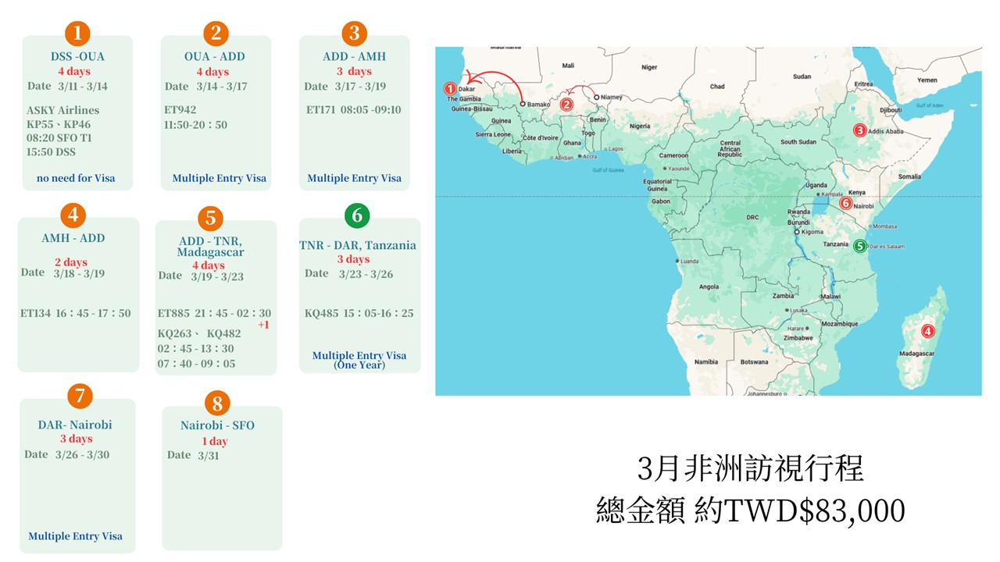 1
DSS -OUA
4 days
Date 3/11 - 3/14
ASKY Airlines
KP55、KP46
08:20 SFO T1
15:50 DSS
no need for Visa
2
OUA - ADD
4 days
Date 3/14 - 3/17
ET942
11:50-20：50
Multiple Entry Visa
3
ADD - AMH
3 days
Date 3/17 - 3/19
ET171 08:05 -09:10
Multiple Entry Visa
4
AMH - ADD
2 days
Date 3/18 - 3/19
ET134 16：45 - 17：50
5
ADD - TNR,
Madagascar
4 days
Date 3/19 - 3/23
ET885 21：45 - 02：30
+1
KQ263、 KQ482
02：45 - 13：30
07：40 - 09：05
6
TNR - DAR, Tanzania
3 days
Date 3/23 - 3/26
KQ485 15：05-16：25
Multiple Entry Visa
(One Year)
7
DAR- Nairobi
3 days
Date 3/26 - 3/30
Multiple Entry Visa
8
Nairobi - SFO
1 day
Date 3/31
Mauritania
Mali
Niger
Chad
Sudan
Eritrea
Yemen
Gulf of Aden
Djibouti
1
Dakar
The Gambia
Guinea-Bissau
Bamako
2
Niamey
Guinea
Sierra Leone
Liberia
Côte d'Ivoire
Ghana
Togo
Benin
Nigeria
Abidjan
Accra
Lagos
Gulf of Guinea
Cameroon
Yaoundé
Central
African
Republic
South Sudan
3
Addis Ababa
Somalia
Equatorial
Guinea
Gabon
DRC
Uganda
Kampala
Kenya
6
Nairobi
Rwanda
Burundi
Kigoma
Mombasa
Tanzania
5
Dar es Salaam
Luanda
Angola
Zambia
Malawi
Lusaka
Mozambique
Harare
Zimbabwe
4
Madagascar
Namibia
Botswana
Johannesburg
3月非洲訪視行程
總金額 約TWD$83,000